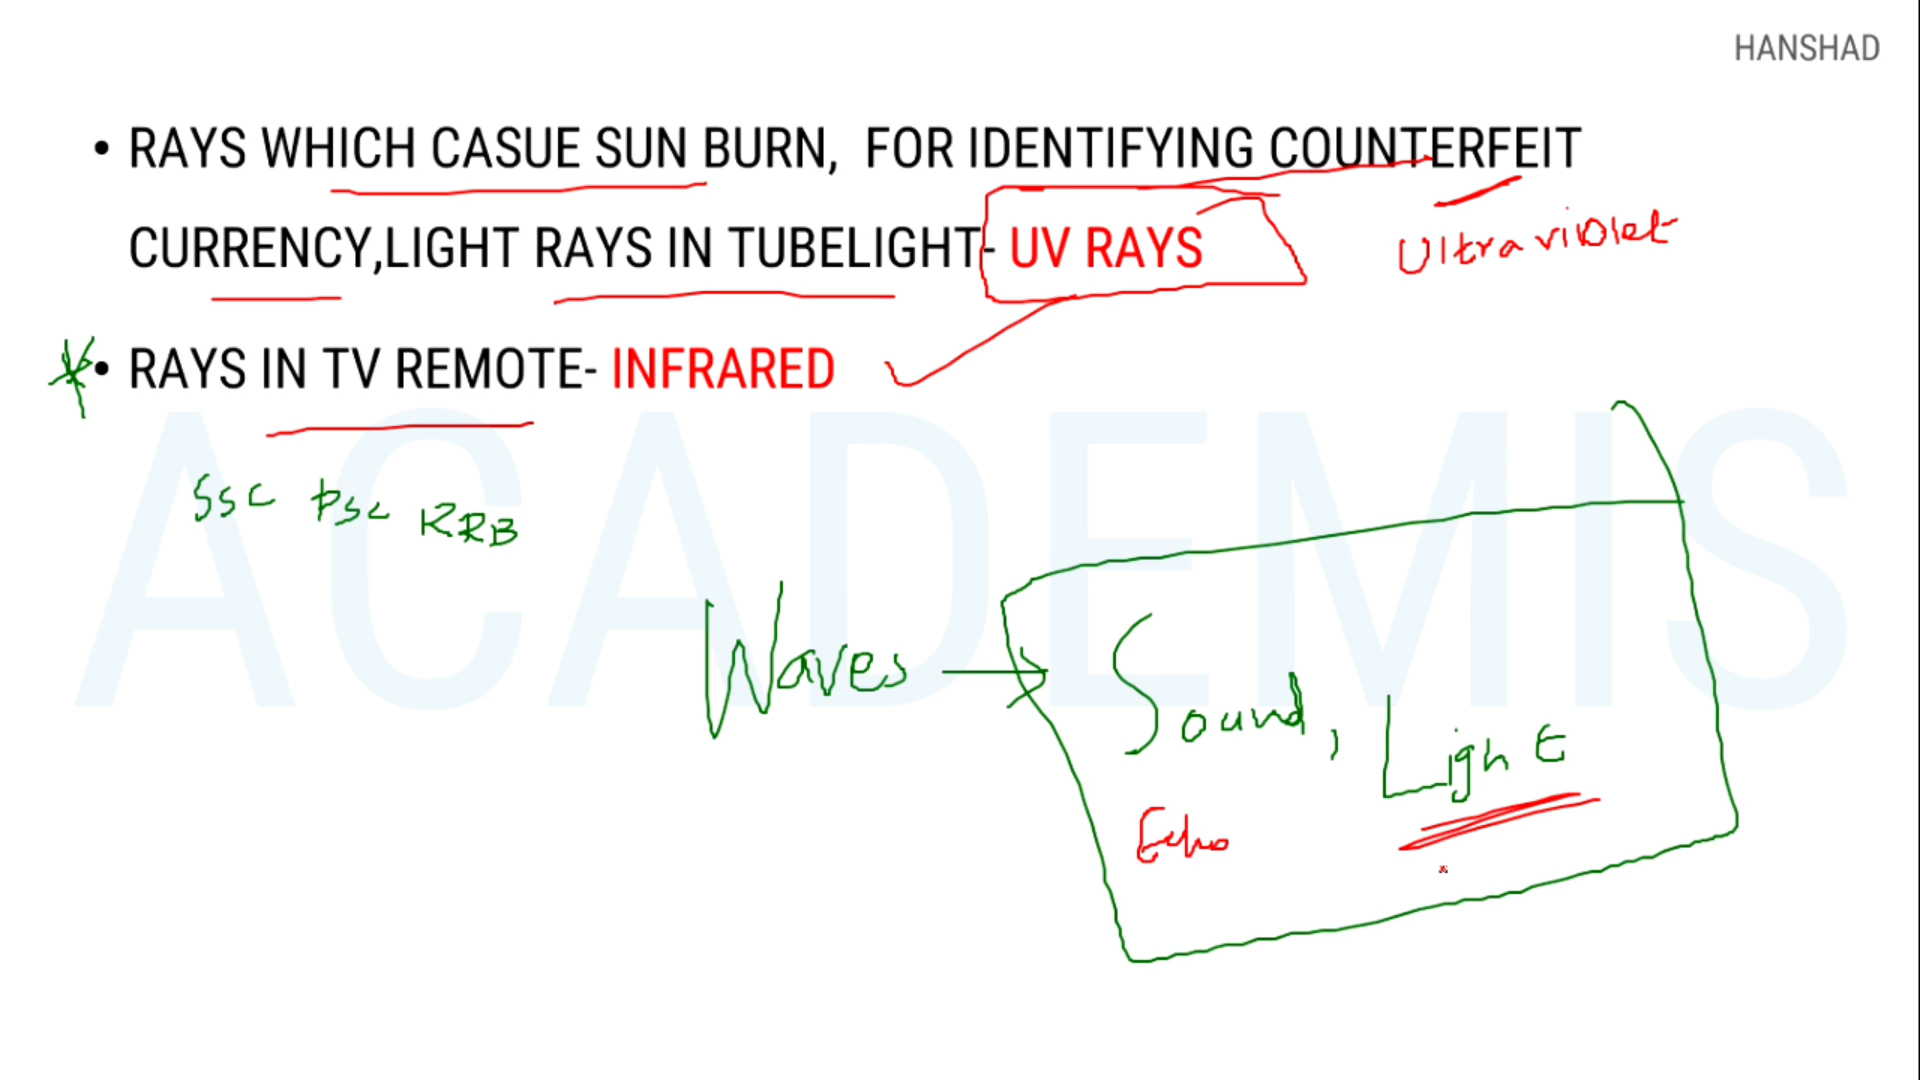 HANSHAD
• RAYS WHICH CASUE SUN BURN, FOR IDENTIFYING COUNTERFEIT
CURRENCY,LIGHT RAYS IN TUBELIGHT- UV RAYS
Ultraviolet
• RAYS IN TV REMOTE- INFRARED
ACADEMIS
SSC PSC RRB
Waves → Sound, Light
Echo